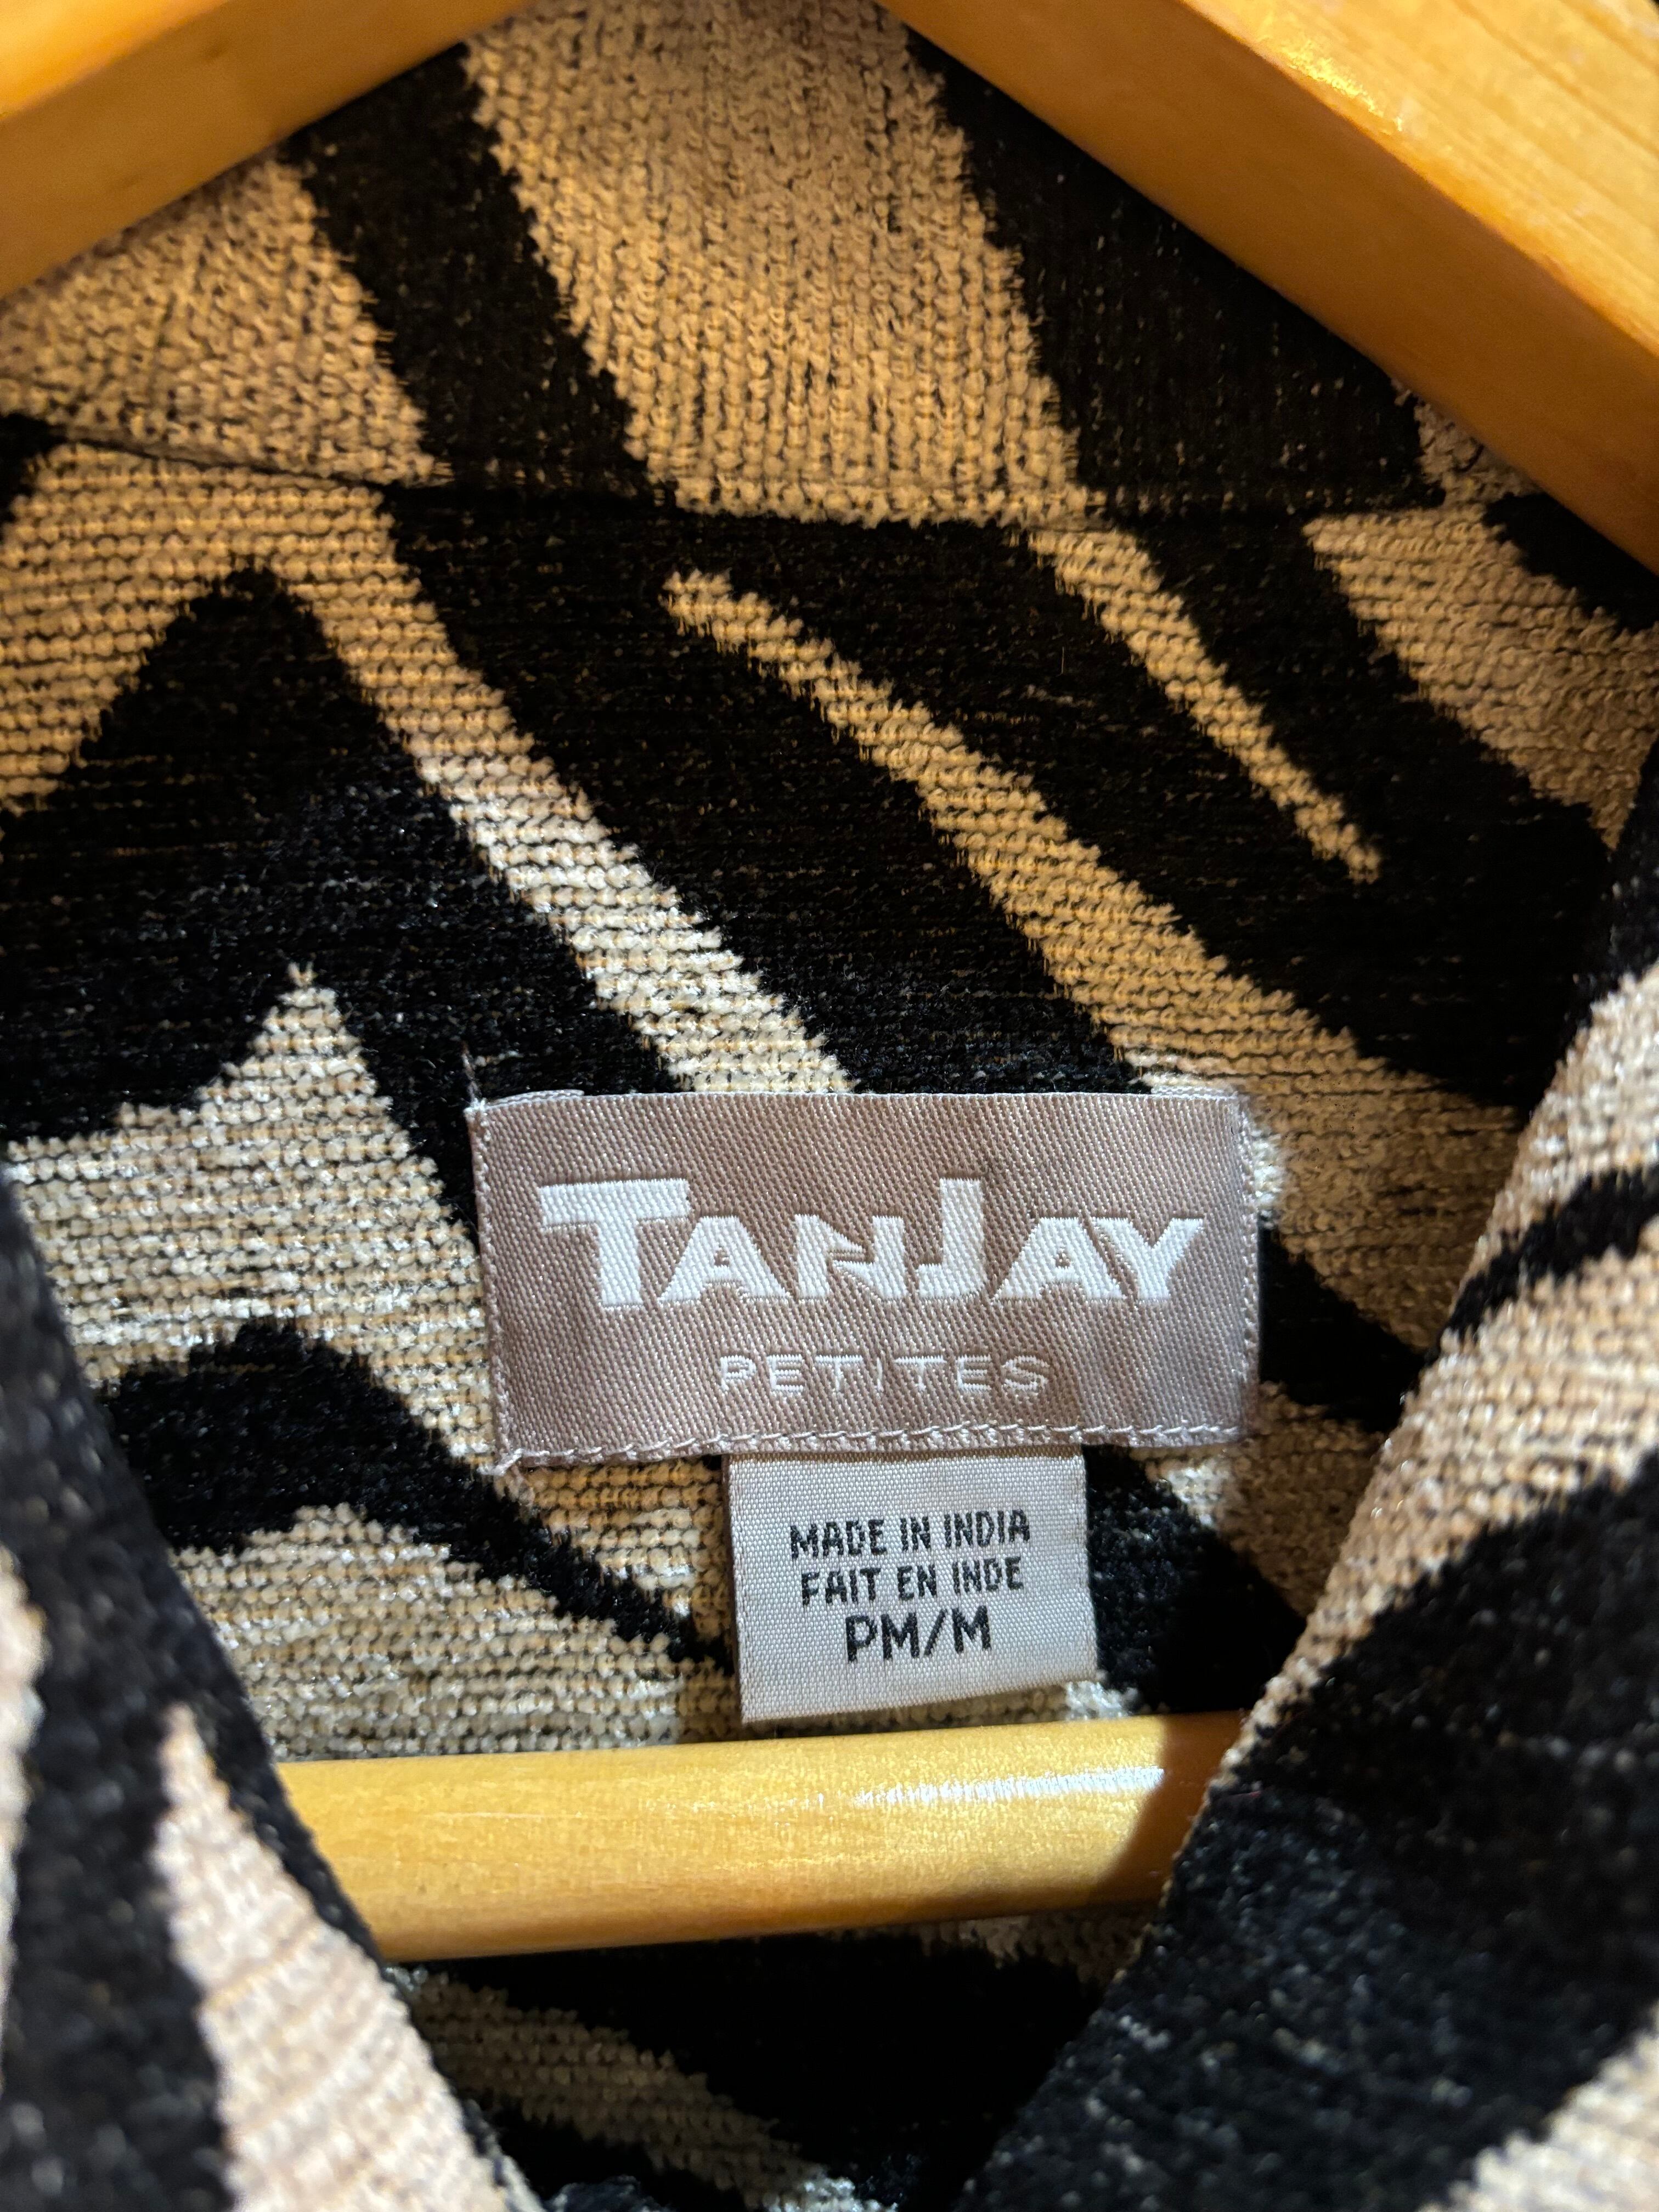 TANJAY
PETITES
MADE IN INDIA
FAIT EN INDE
PM/M